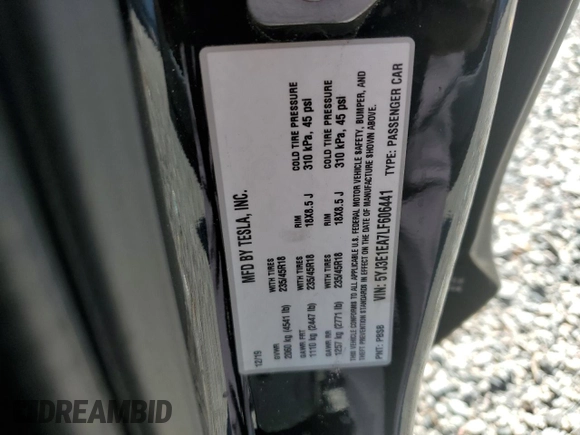 MFD BY TESLA, INC.
12/19
GVWR WITH TIRES RIM COLD TIRE PRESSURE
2060 kg (4541 lb) 235/45R18 18X8.5 J 310 kPa, 45 psi
GAWR FRT WITH TIRES RIM COLD TIRE PRESSURE
1110 kg (2447 lb) 235/45R18 18X8.5 J 310 kPa, 45 psi
GAWR RR WITH TIRES
1257 kg (2771 lb) 235/45R18
THIS VEHICLE CONFORMS TO ALL APPLICABLE U.S. FEDERAL MOTOR VEHICLE SAFETY, BUMPER, AND
THEFT PREVENTION STANDARDS IN EFFECT ON THE DATE OF MANUFACTURE SHOWN ABOVE.
VIN: 5YJ3E1EA7LF606441
PNT: PBSB TYPE: PASSENGER CAR
IDREAMBID